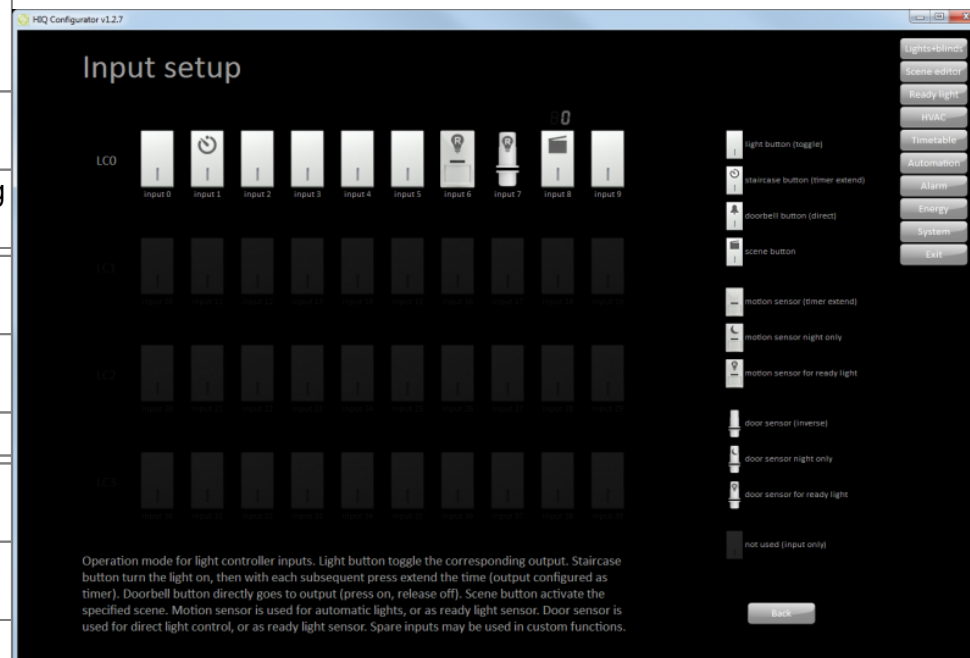 g
HIQ Configurator v1.2.7
Input setup
Lights+blinds
Scene editor
Ready light
HVAC
Timetable
Automation
Alarm
Energy
System
Exit
0
LC0
input 0 input 1 input 2 input 3 input 4 input 5 input 6 input 7 input 8 input 9
light button (toggle)
staircase button (timer extend)
doorbell button (direct)
scene button
LC1
motion sensor (timer extend)
motion sensor night only
motion sensor for ready light
LC2
door sensor (inverse)
door sensor night only
door sensor for ready light
LC3
not used (input only)
Operation mode for light controller inputs. Light button toggle the corresponding output. Staircase
button turn the light on, then with each subsequent press extend the time (output configured as
timer). Doorbell button directly goes to output (press on, release off). Scene button activate the
specified scene. Motion sensor is used for automatic lights, or as ready light sensor. Door sensor is
used for direct light control, or as ready light sensor. Spare inputs may be used in custom functions.
Back